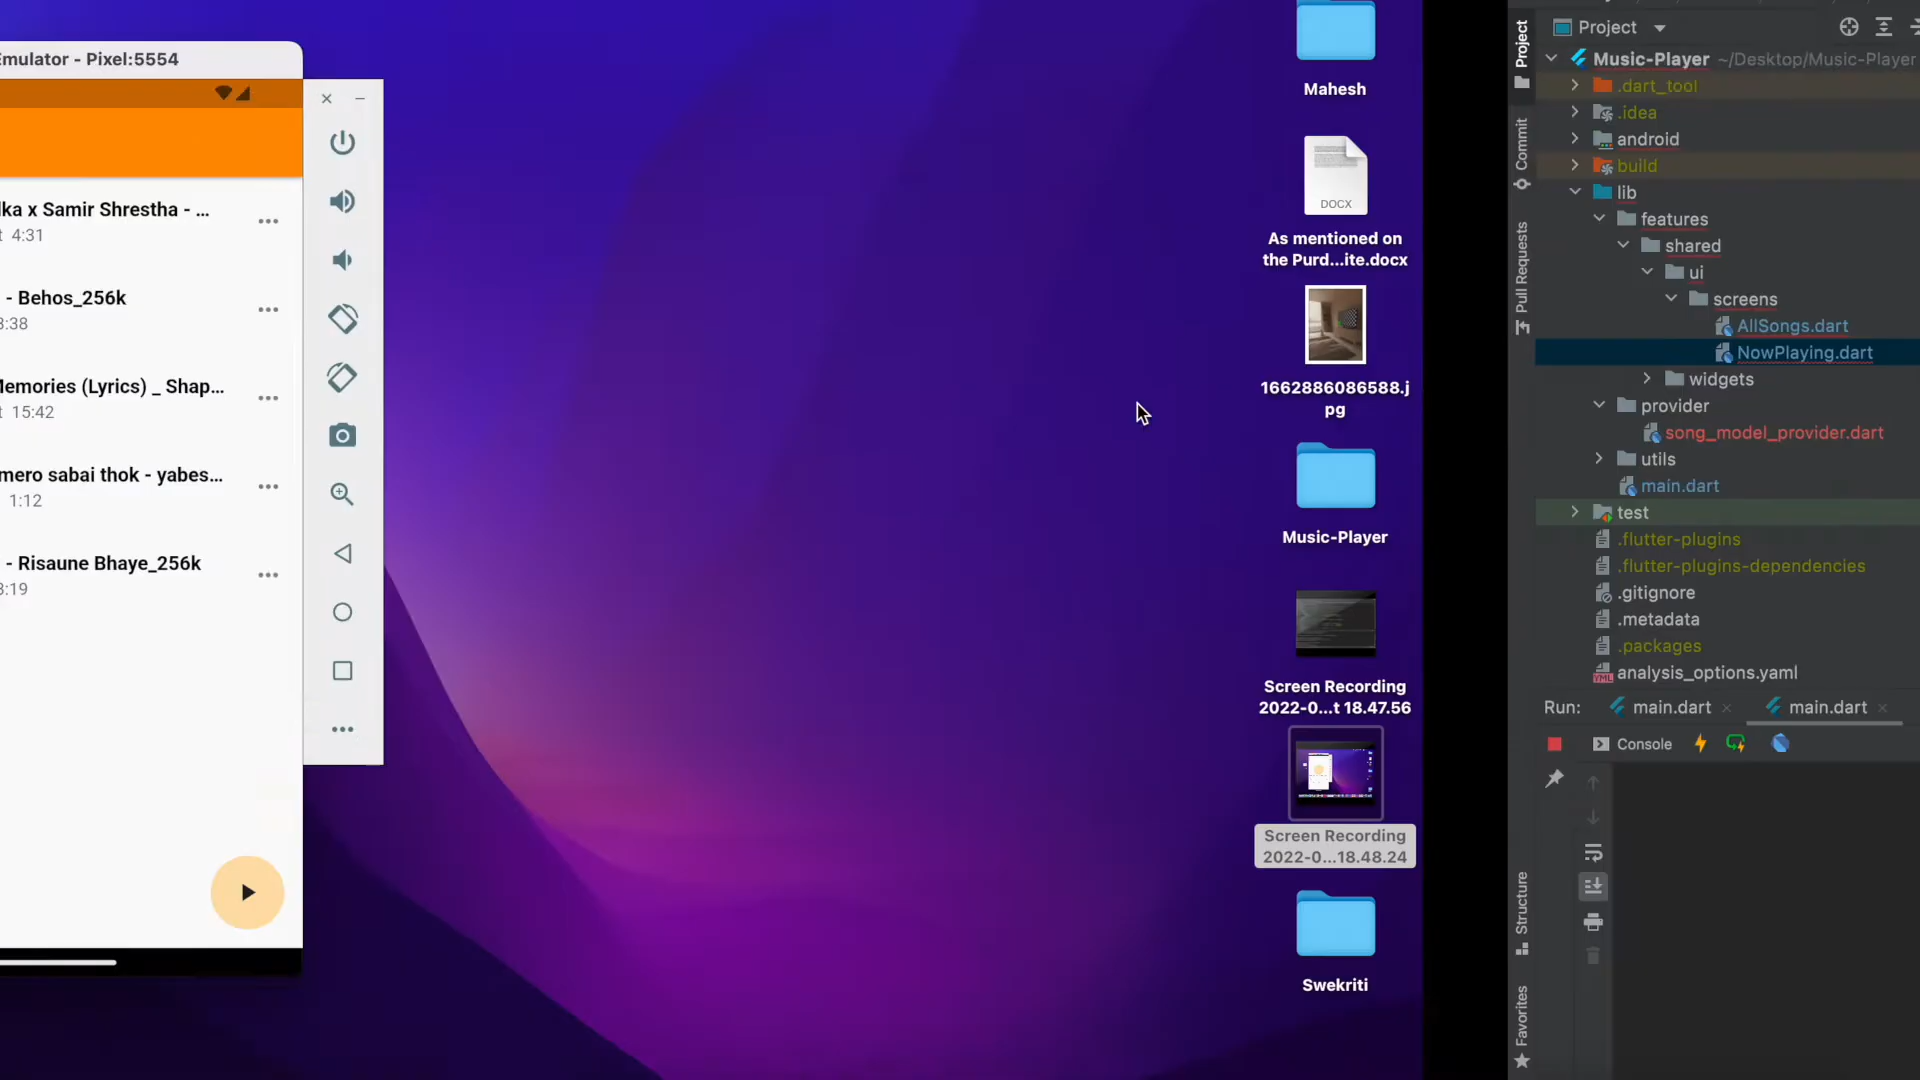 Emulator - Pixel:5554
lka x Samir Shrestha - ...
t 4:31
- Behos_256k
3:38
Memories (Lyrics) _ Shap...
t 15:42
mero sabai thok - yabes...
1:12
- Risaune Bhaye_256k
3:19
Mahesh
DOCX
As mentioned on
the Purd...ite.docx
1662886086588.j
pg
Music-Player
Screen Recording
2022-0...t 18.47.56
Screen Recording
2022-0...18.48.24
Swekriti
Project
Commit
Pull Requests
Structure
Favorites
Project
Music-Player ~/Desktop/Music-Player
.dart_tool
.idea
android
build
lib
features
shared
ui
screens
AllSongs.dart
NowPlaying.dart
widgets
provider
song_model_provider.dart
utils
main.dart
test
.flutter-plugins
.flutter-plugins-dependencies
.gitignore
.metadata
.packages
analysis_options.yaml
Run: main.dart main.dart
Console